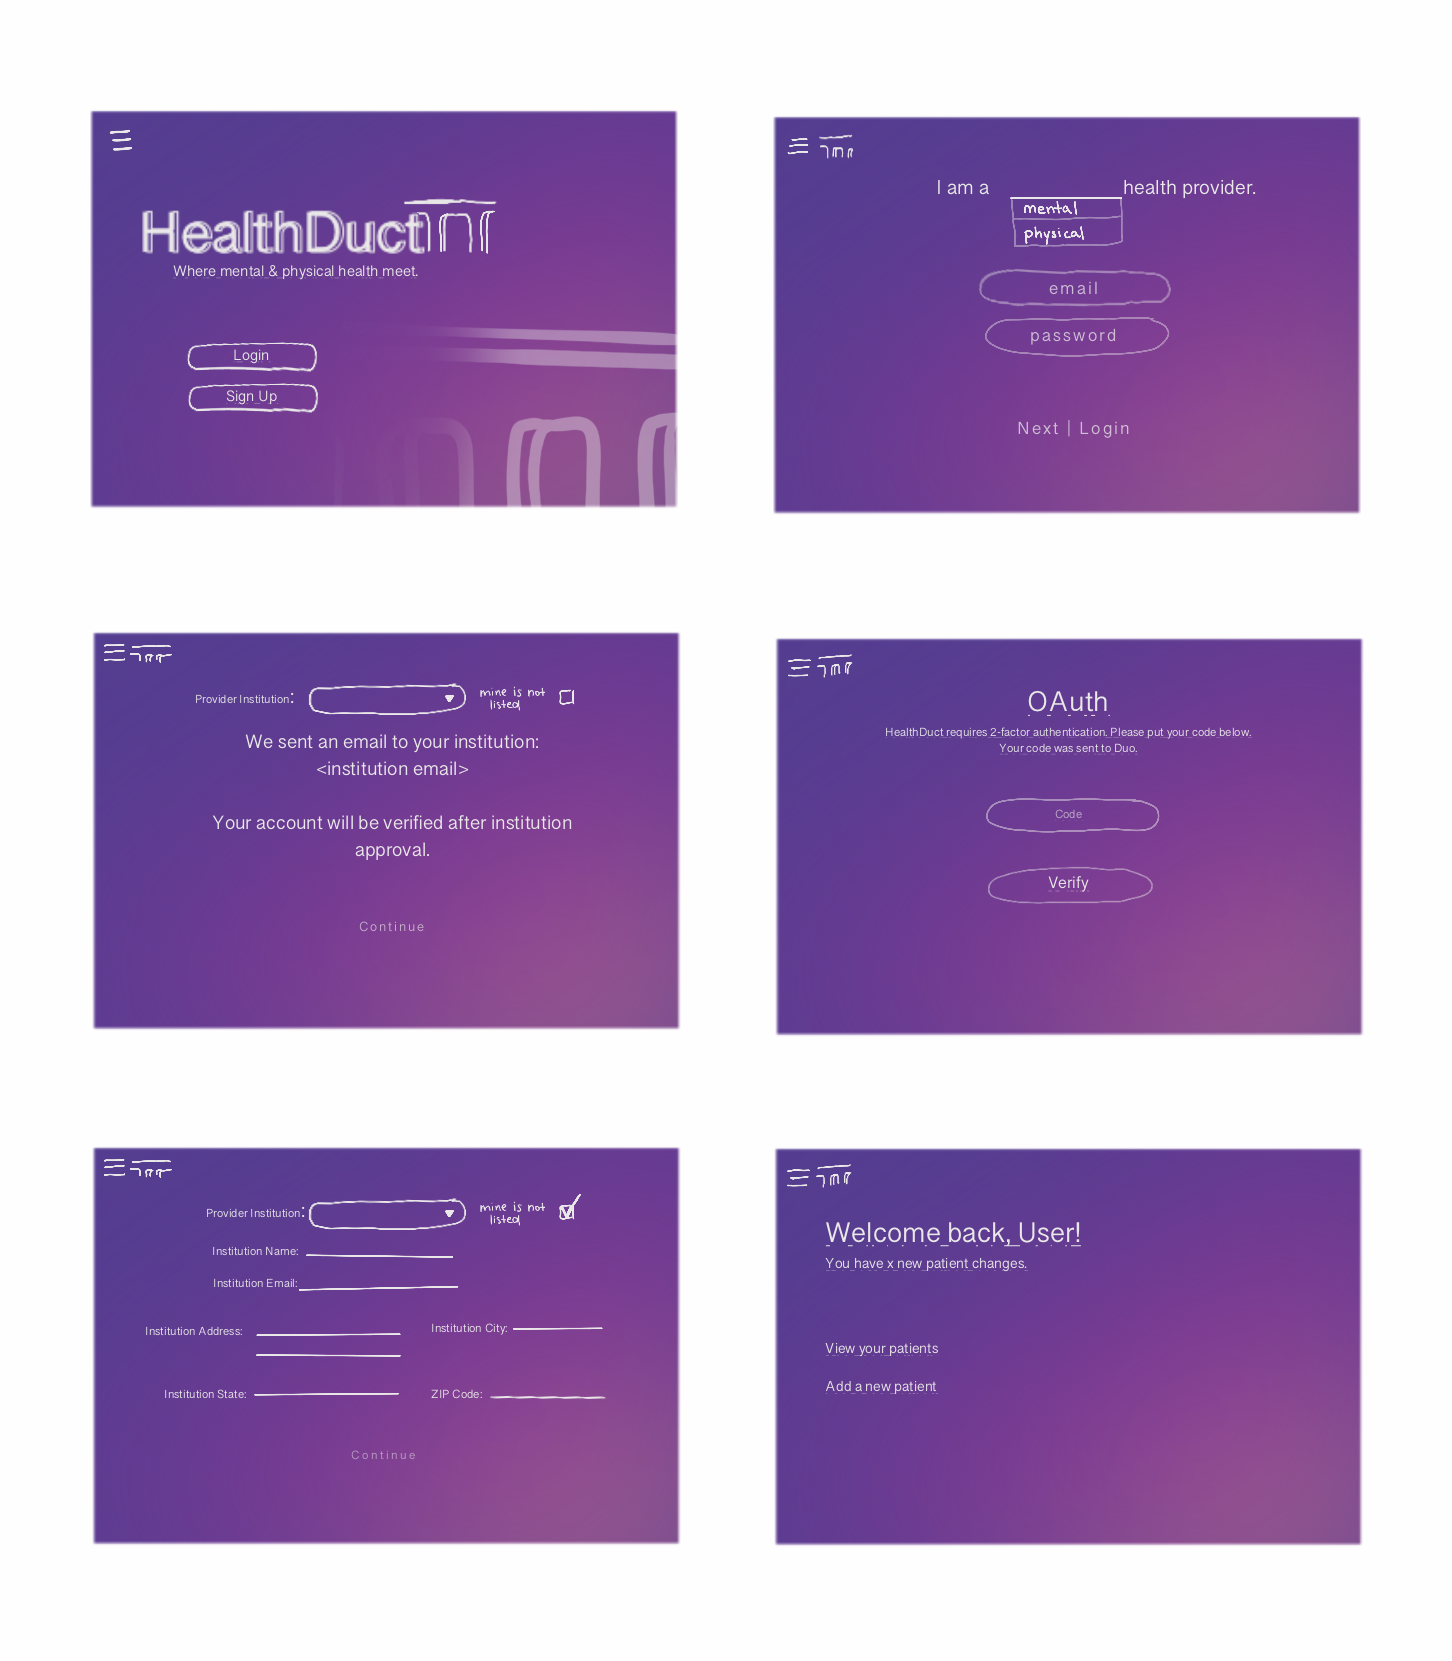 HealthDuct
Where mental & physical health meet.
Login
Sign Up
I am a health provider.
mental
physical
email
password
Next | Login
Provider Institution:
mine is not
listed
We sent an email to your institution:
<institution email>
Your account will be verified after institution
approval.
Continue
OAuth
HealthDuct requires 2-factor authentication. Please put your code below.
Your code was sent to Duo.
Code
Verify
Provider Institution:
mine is not
listed
Institution Name:
Institution Email:
Institution Address:
Institution City:
Institution State:
ZIP Code:
Continue
Welcome back, User!
You have x new patient changes.
View your patients
Add a new patient